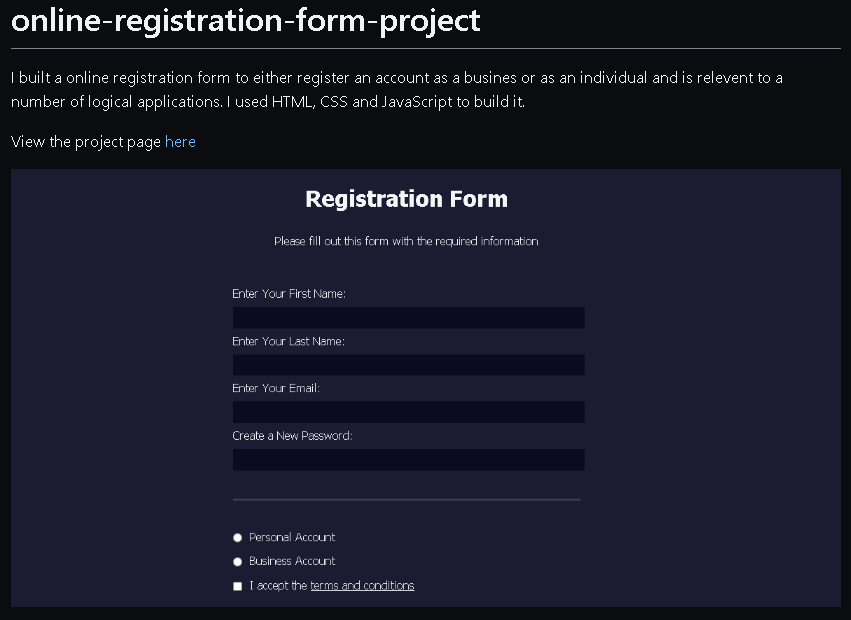 online-registration-form-project
I built a online registration form to either register an account as a busines or as an individual and is relevent to a
number of logical applications. I used HTML, CSS and JavaScript to build it.
View the project page here
Registration Form
Please fill out this form with the required information
Enter Your First Name:
Enter Your Last Name:
Enter Your Email:
Create a New Password:
Personal Account
Business Account
I accept the terms and conditions